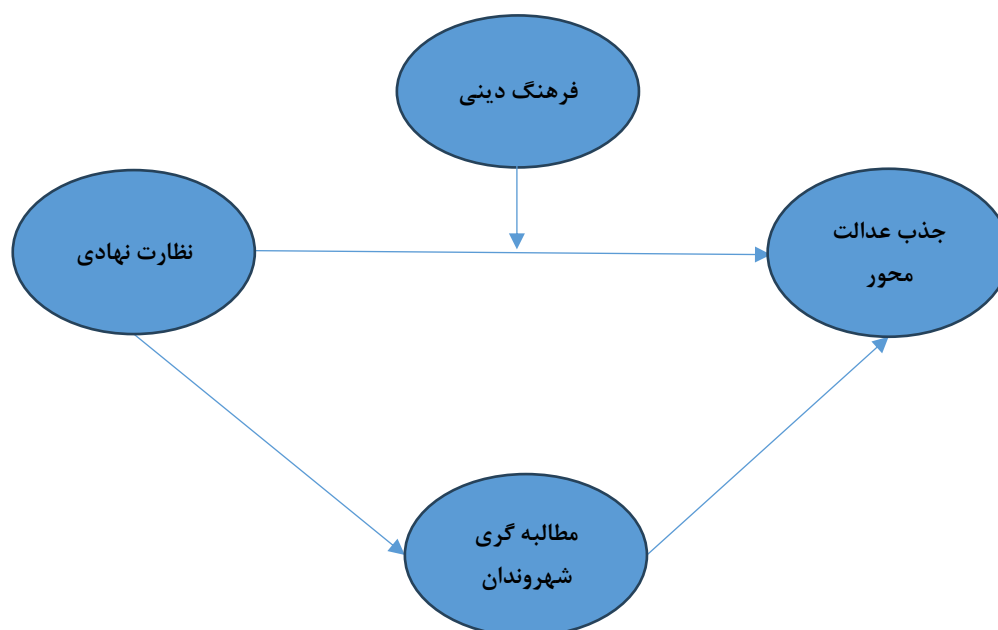 فرهنگ دینی
جذب عدالت
محور
نظارت نهادی
مطالبه گری
شهروندان